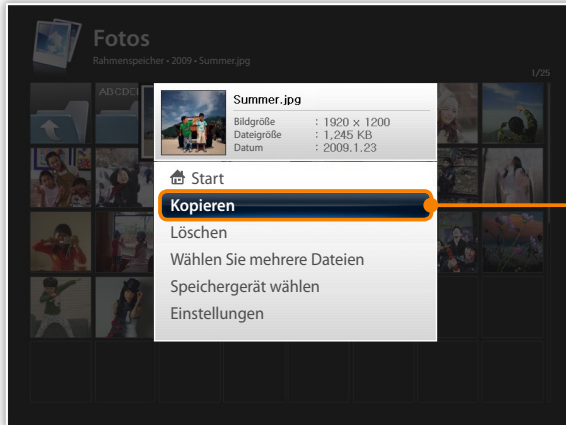 Fotos
Rahmenspeicher • 2009 • Summer.jpg
1/25
ABCDE
Summer.jpg
Bildgröße : 1920 x 1200
Dateigröße : 1,245 KB
Datum : 2009.1.23
Start
Kopieren
Löschen
Wählen Sie mehrere Dateien
Speichergerät wählen
Einstellungen